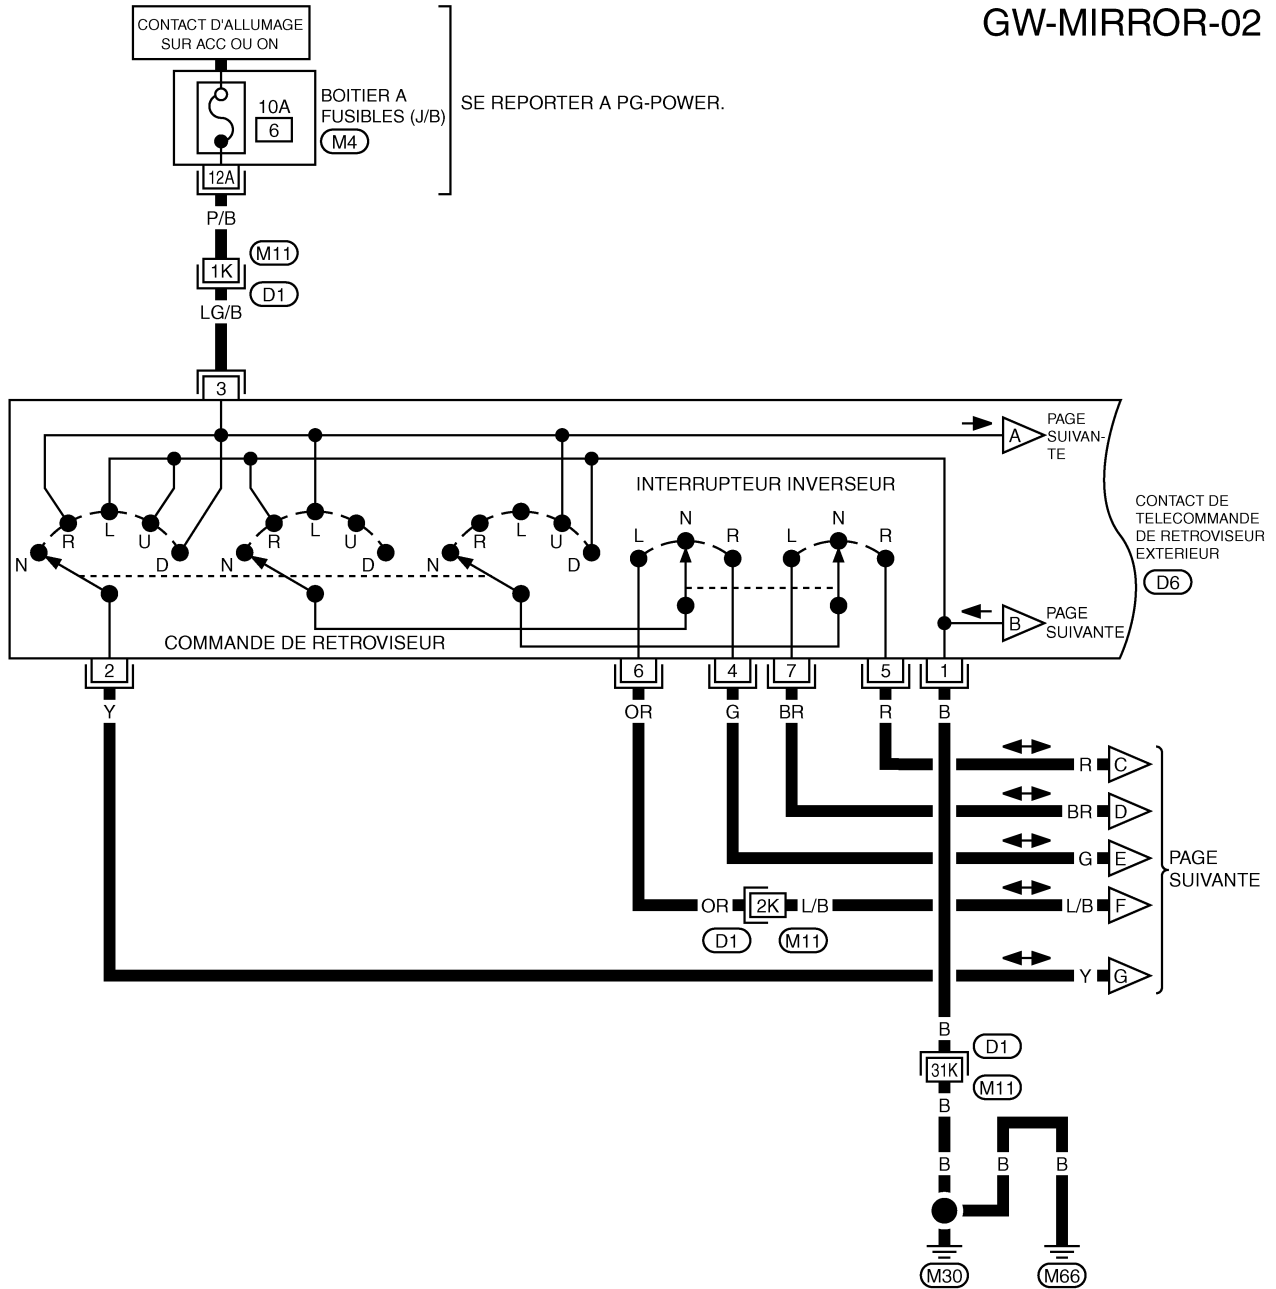 GW-MIRROR-02
CONTACT D'ALLUMAGE
SUR ACC OU ON
10A
6
BOITIER A
FUSIBLES (J/B)
M4
SE REPORTER A PG-POWER.
12A
P/B
M11
1K
D1
LG/B
3
A
PAGE
SUIVAN-
TE
INTERRUPTEUR INVERSEUR
N R L U D
N R L U D
N R L U D
L N R
L N R
CONTACT DE
TELECOMMANDE
DE RETROVISEUR
EXTERIEUR
D6
B
PAGE
SUIVANTE
COMMANDE DE RETROVISEUR
2 6 4 7 5 1
Y OR G BR R B
R C
BR D
G E
PAGE
SUIVANTE
OR 2K L/B L/B F
D1 M11
Y G
B
D1
31K
M11
B
B B B
M30 M66